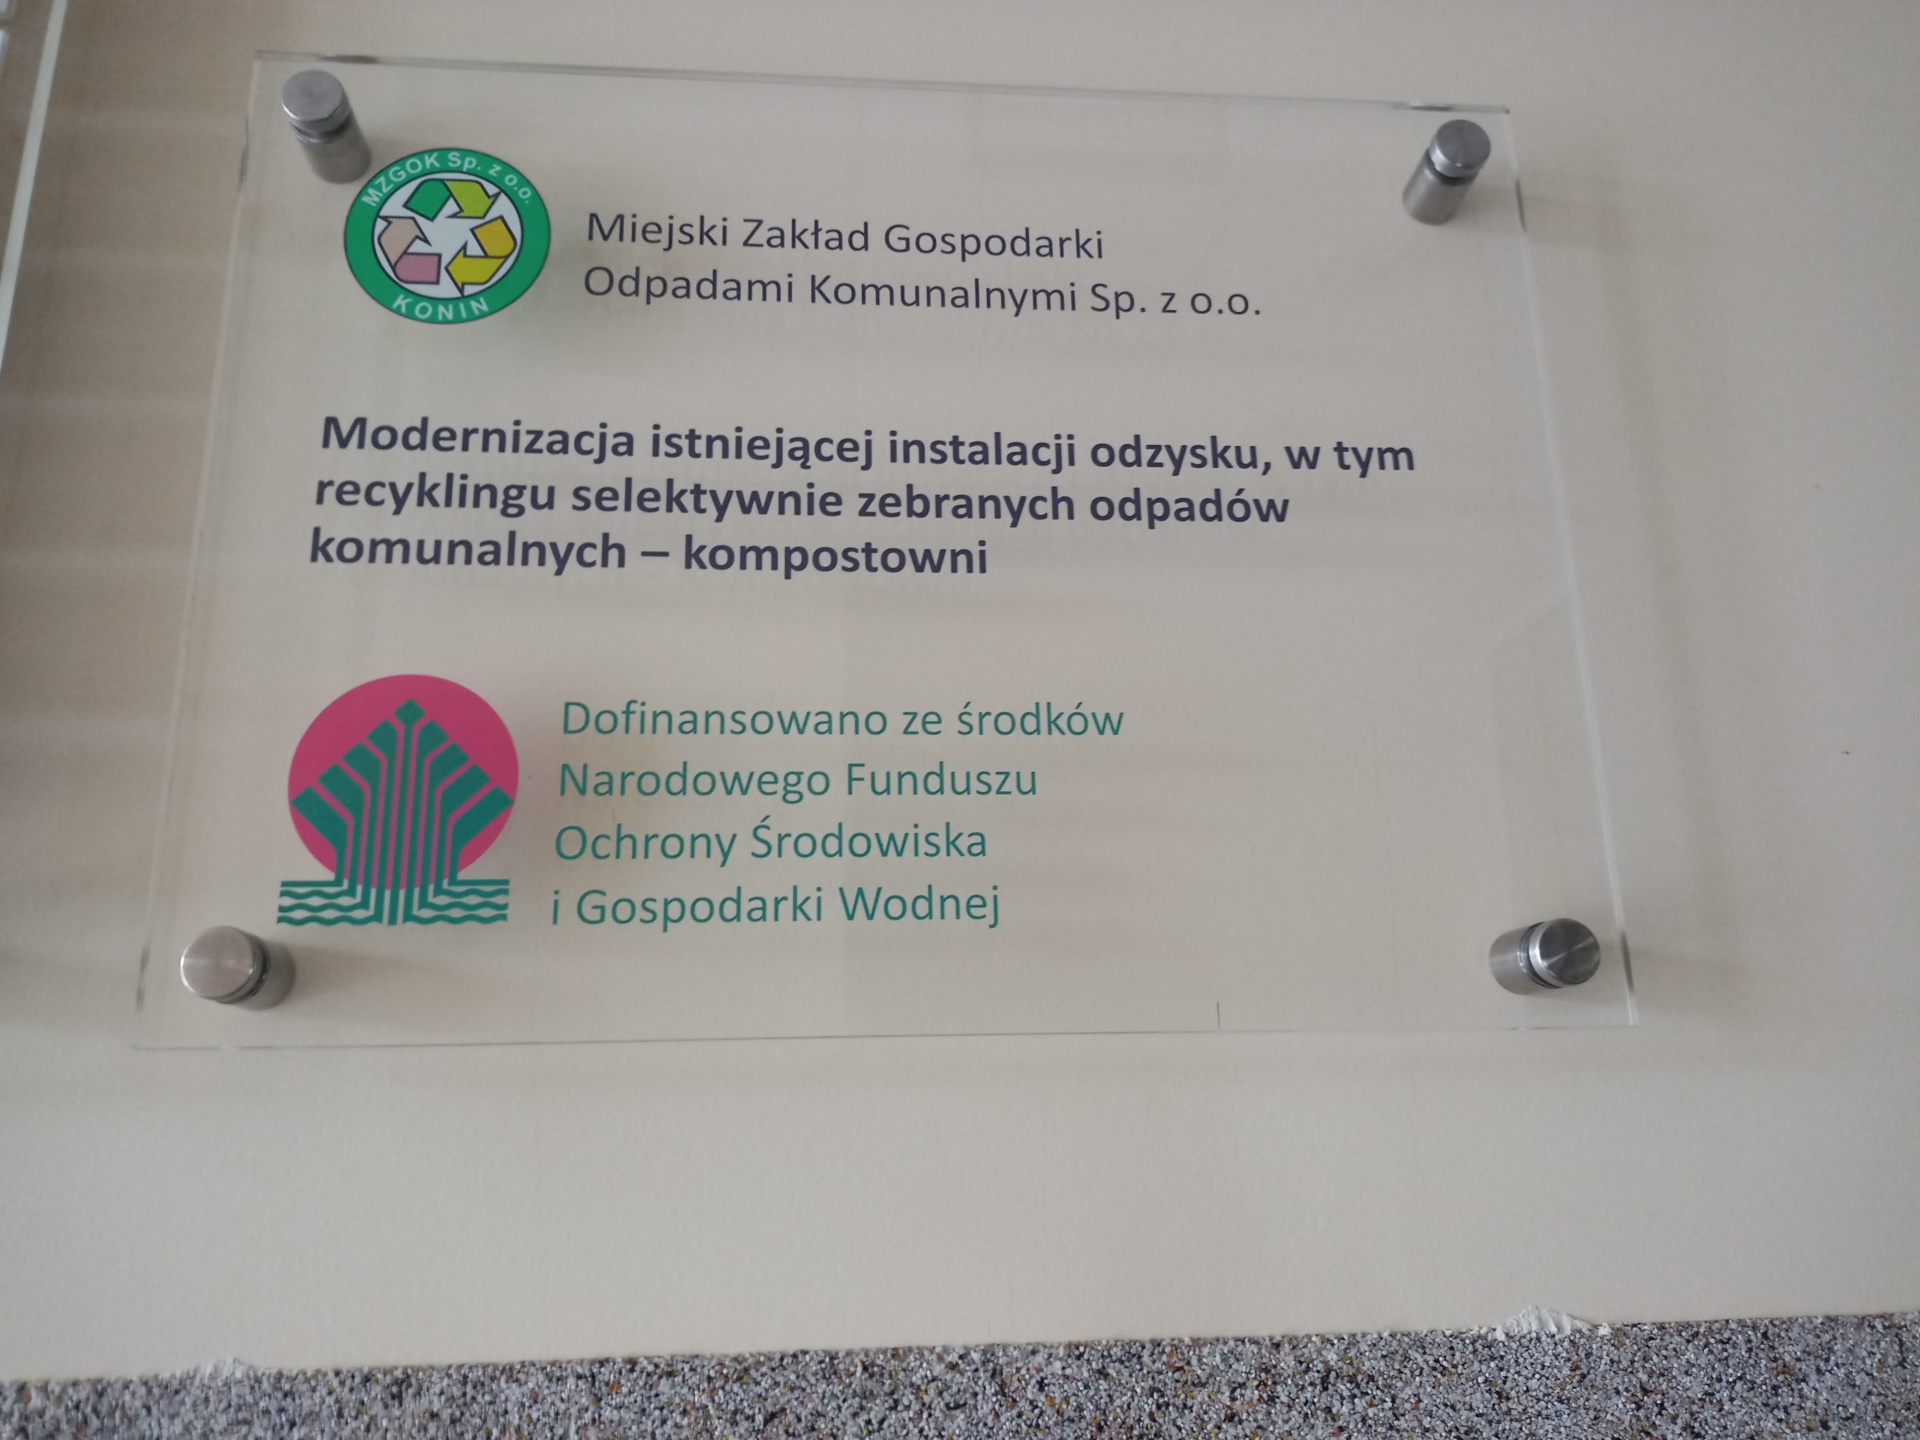 MZGOK Sp. z o.o.
KONIN
Miejski Zakład Gospodarki
Odpadami Komunalnymi Sp. z o.o.
Modernizacja istniejącej instalacji odzysku, w tym
recyklingu selektywnie zebranych odpadów
komunalnych – kompostowni
Dofinansowano ze środków
Narodowego Funduszu
Ochrony Środowiska
i Gospodarki Wodnej